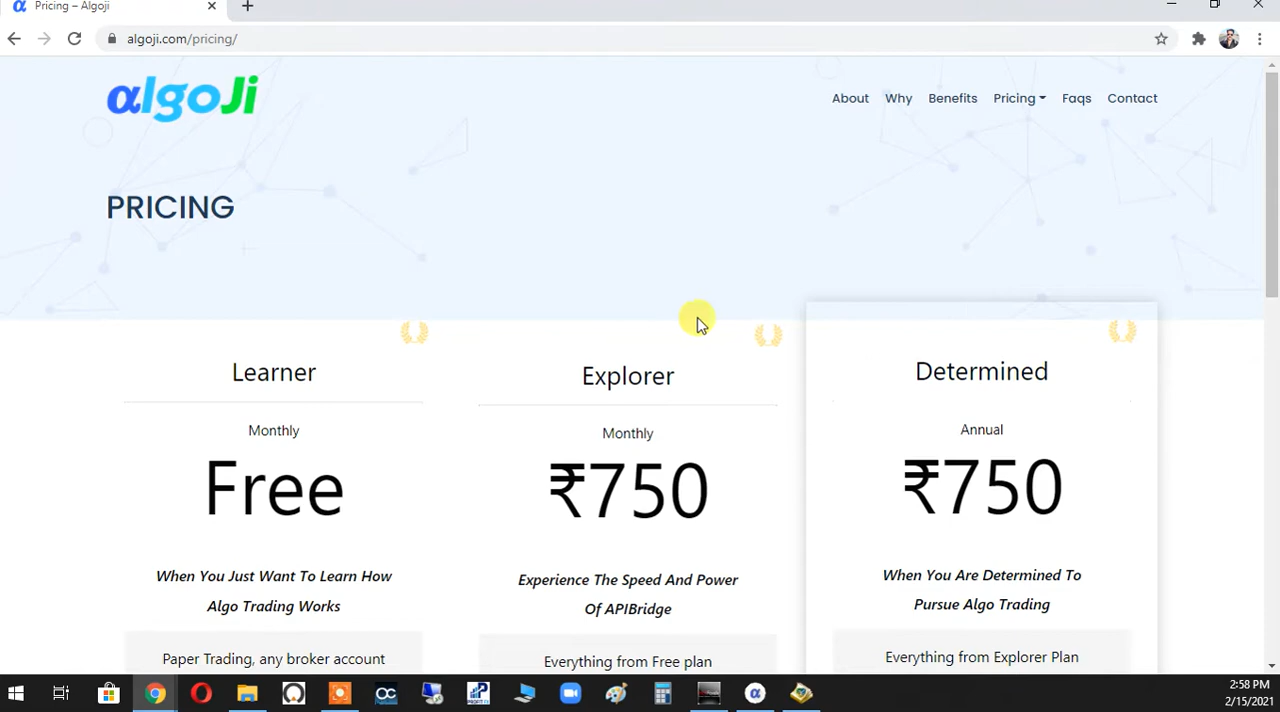 Pricing – Algoji
algoji.com/pricing/
αlgoJi
About Why Benefits Pricing Faqs Contact
PRICING
Learner
Monthly
Free
When You Just Want To Learn How
Algo Trading Works
Paper Trading, any broker account
Explorer
Monthly
₹750
Experience The Speed And Power
Of APIBridge
Everything from Free plan
Determined
Annual
₹750
When You Are Determined To
Pursue Algo Trading
Everything from Explorer Plan
2:58 PM
2/15/2021